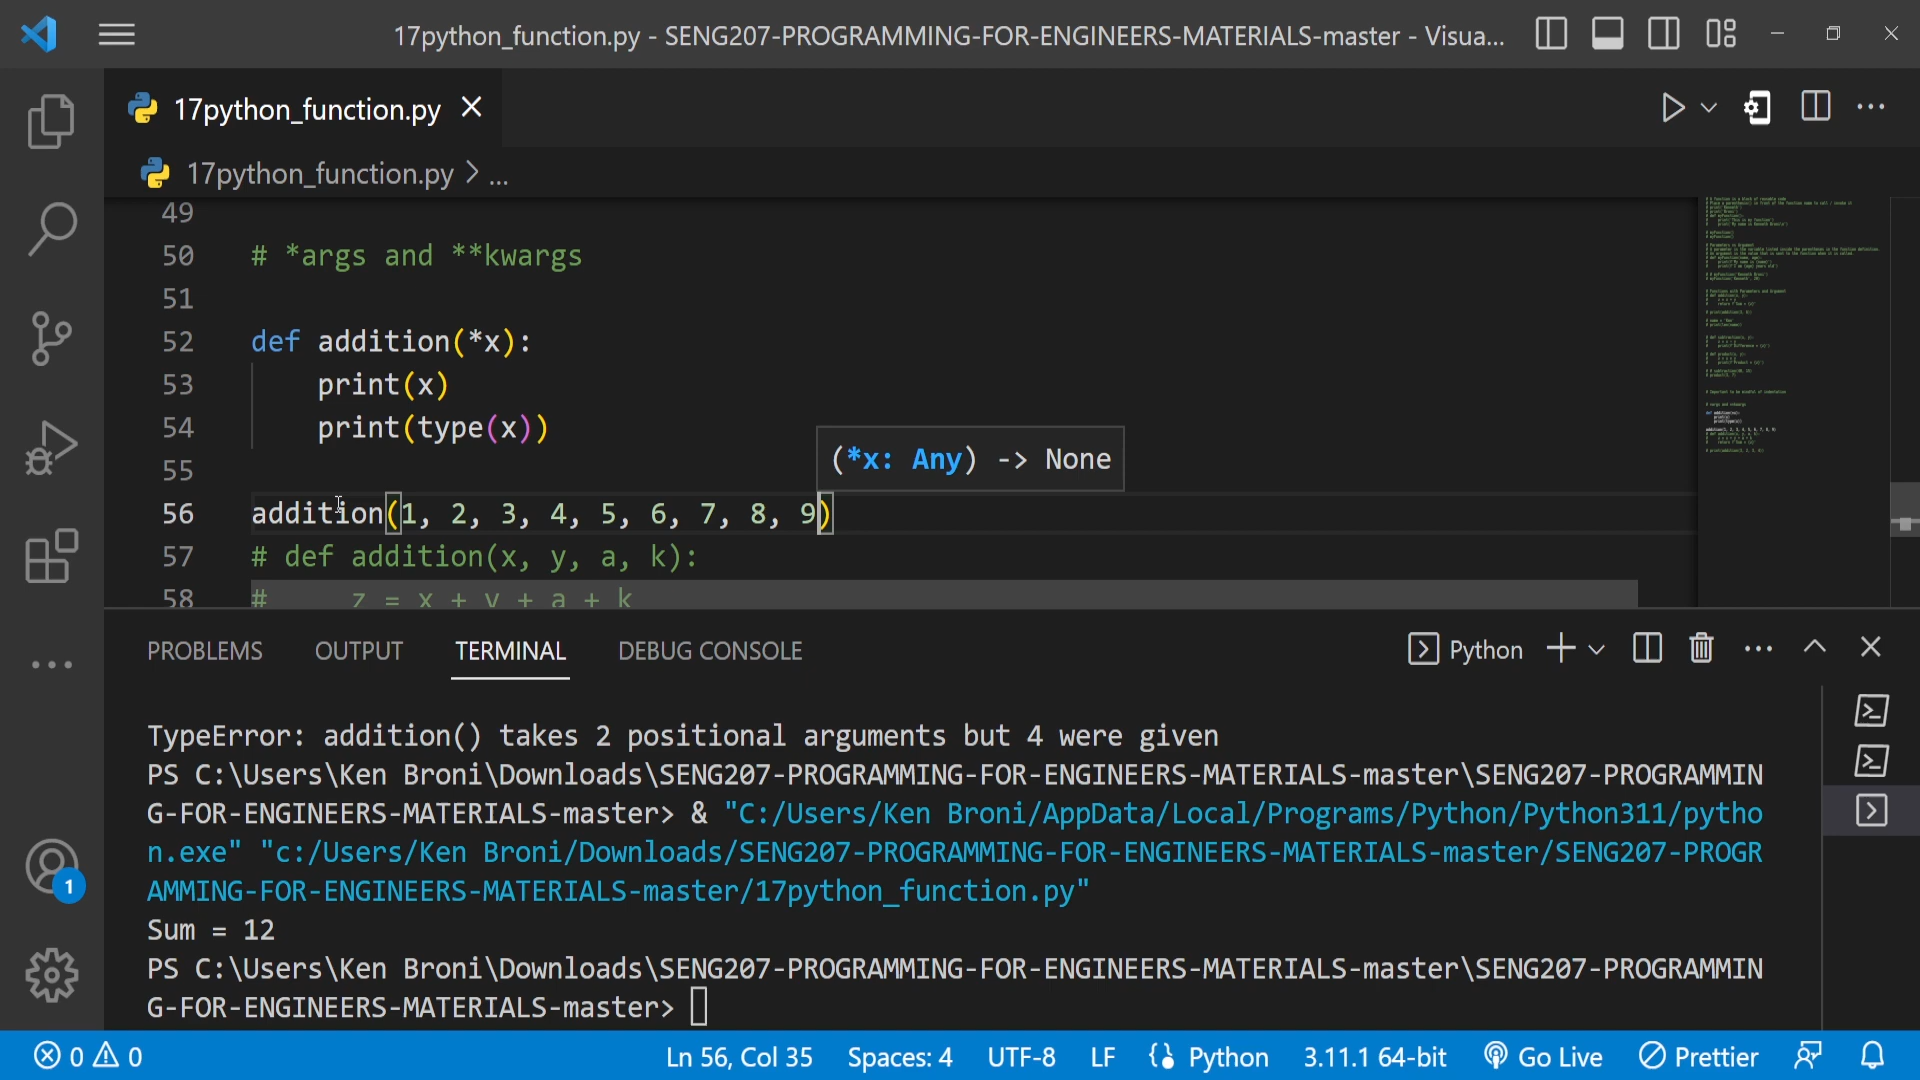 17python_function.py - SENG207-PROGRAMMING-FOR-ENGINEERS-MATERIALS-master - Visua...
17python_function.py
17python_function.py > ...
49
50 # *args and **kwargs
51
52 def addition(*x):
53 print(x)
54 print(type(x))
(*x: Any) -> None
55
56 addition(1, 2, 3, 4, 5, 6, 7, 8, 9)
57 # def addition(x, y, a, k):
58 # z = x + y + a + k
PROBLEMS OUTPUT TERMINAL DEBUG CONSOLE Python
TypeError: addition() takes 2 positional arguments but 4 were given
PS C:\Users\Ken Broni\Downloads\SENG207-PROGRAMMING-FOR-ENGINEERS-MATERIALS-master\SENG207-PROGRAMMIN
G-FOR-ENGINEERS-MATERIALS-master> & "C:/Users/Ken Broni/AppData/Local/Programs/Python/Python311/pytho
n.exe" "c:/Users/Ken Broni/Downloads/SENG207-PROGRAMMING-FOR-ENGINEERS-MATERIALS-master/SENG207-PROGR
AMMING-FOR-ENGINEERS-MATERIALS-master/17python_function.py"
Sum = 12
PS C:\Users\Ken Broni\Downloads\SENG207-PROGRAMMING-FOR-ENGINEERS-MATERIALS-master\SENG207-PROGRAMMIN
G-FOR-ENGINEERS-MATERIALS-master>
1
0 0 Ln 56, Col 35 Spaces: 4 UTF-8 LF Python 3.11.1 64-bit Go Live Prettier